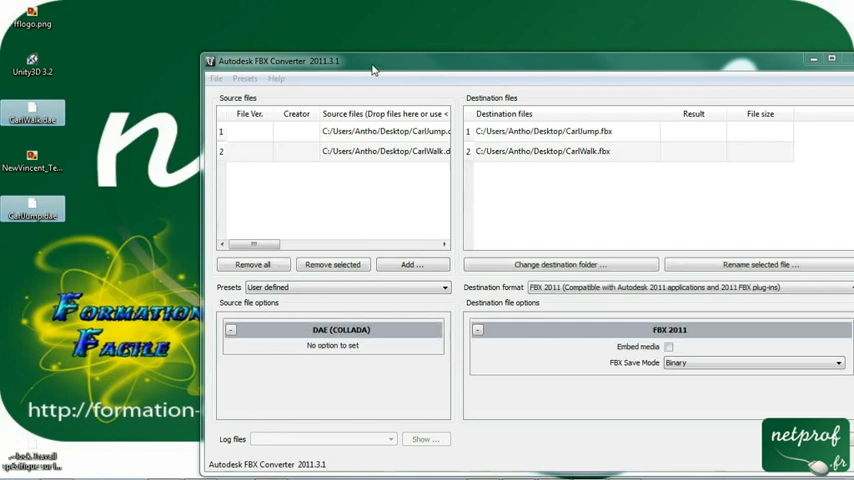 fflogo.png
Unity3D 3.2
CarlWalk.dae
NewVincent_Te...
CarlJump.dae
FORMATION
FACILE
http://formation-
Autodesk FBX Converter 2011.3.1
File Presets Help
Source files
File Ver. Creator Source files (Drop files here or use <
1 C:/Users/Antho/Desktop/CarlJump.c
2 C:/Users/Antho/Desktop/CarlWalk.d
Remove all Remove selected Add ...
Presets User defined
Source file options
- DAE (COLLADA)
No option to set
Log files Show ...
Autodesk FBX Converter 2011.3.1
Destination files
Destination files Result File size
1 C:/Users/Antho/Desktop/CarlJump.fbx
2 C:/Users/Antho/Desktop/CarlWalk.fbx
Change destination folder ... Rename selected file ...
Destination format FBX 2011 (Compatible with Autodesk 2011 applications and 2011 FBX plug-ins)
Destination file options
- FBX 2011
Embed media
FBX Save Mode Binary
netprof
.fr